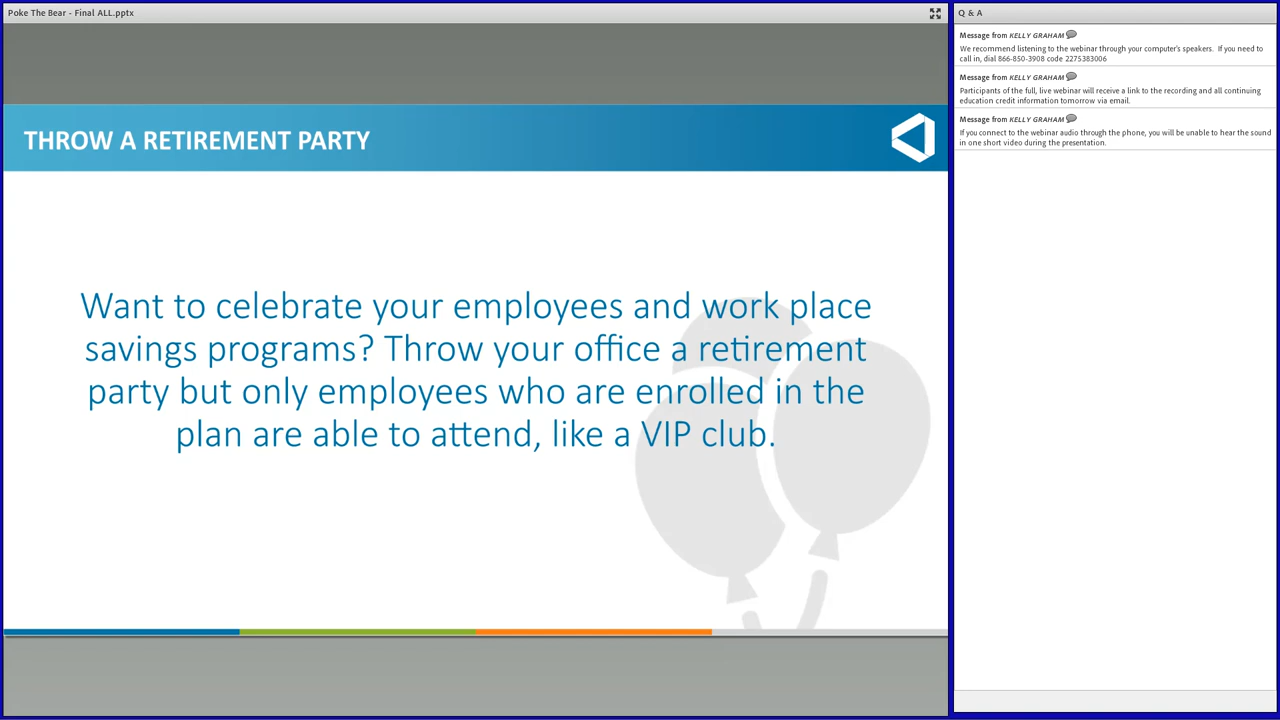 Poke The Bear - Final ALL.pptx
THROW A RETIREMENT PARTY
Want to celebrate your employees and work place
savings programs? Throw your office a retirement
party but only employees who are enrolled in the
plan are able to attend, like a VIP club.
Q & A
Message from KELLY GRAHAM
We recommend listening to the webinar through your computer's speakers. If you need to
call in, dial 866-850-3908 code 2275383006
Message from KELLY GRAHAM
Participants of the full, live webinar will receive a link to the recording and all continuing
education credit information tomorrow via email.
Message from KELLY GRAHAM
If you connect to the webinar audio through the phone, you will be unable to hear the sound
in one short video during the presentation.